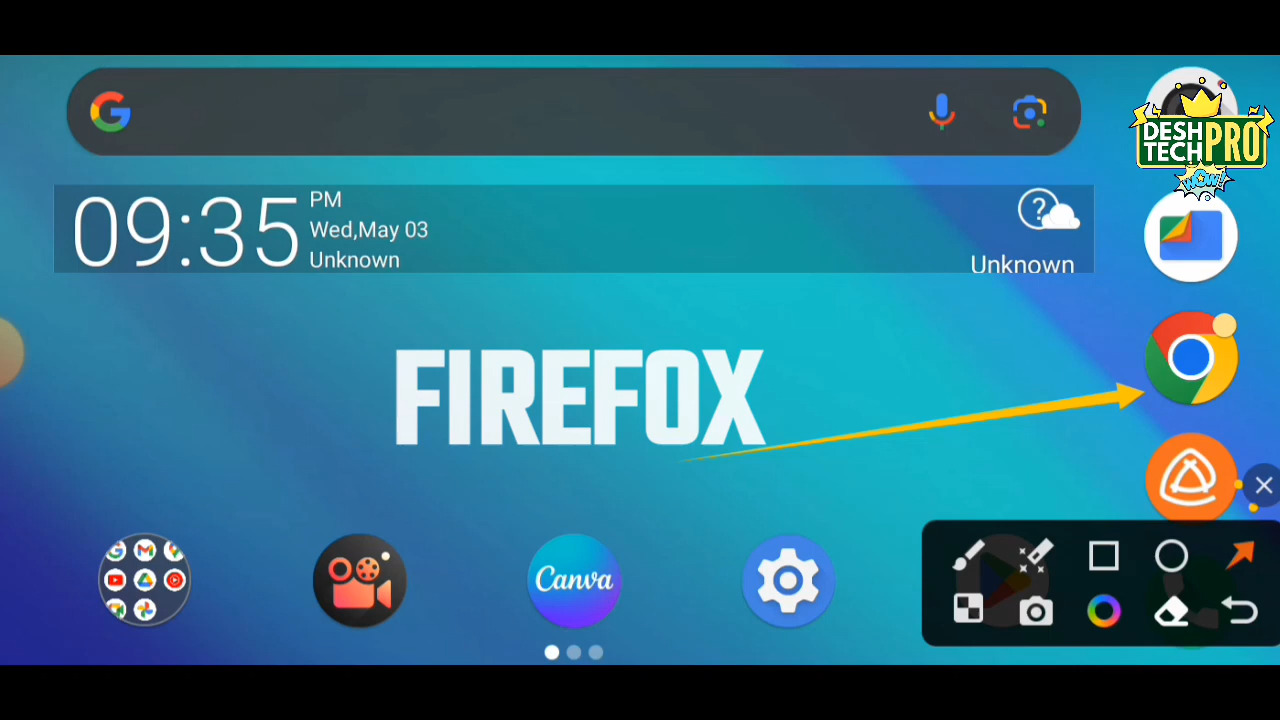 DESH
TECH PRO
WOW!
09:35 PM
Wed,May 03
Unknown
Unknown
FIREFOX
Canva